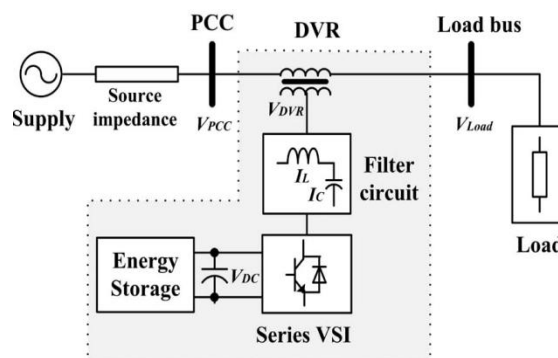 PCC
DVR
Load bus
Supply
Source
impedance
V_PCC
V_DVR
V_Load
I_L
I_C
Filter
circuit
Load
Energy
Storage
V_DC
Series VSI